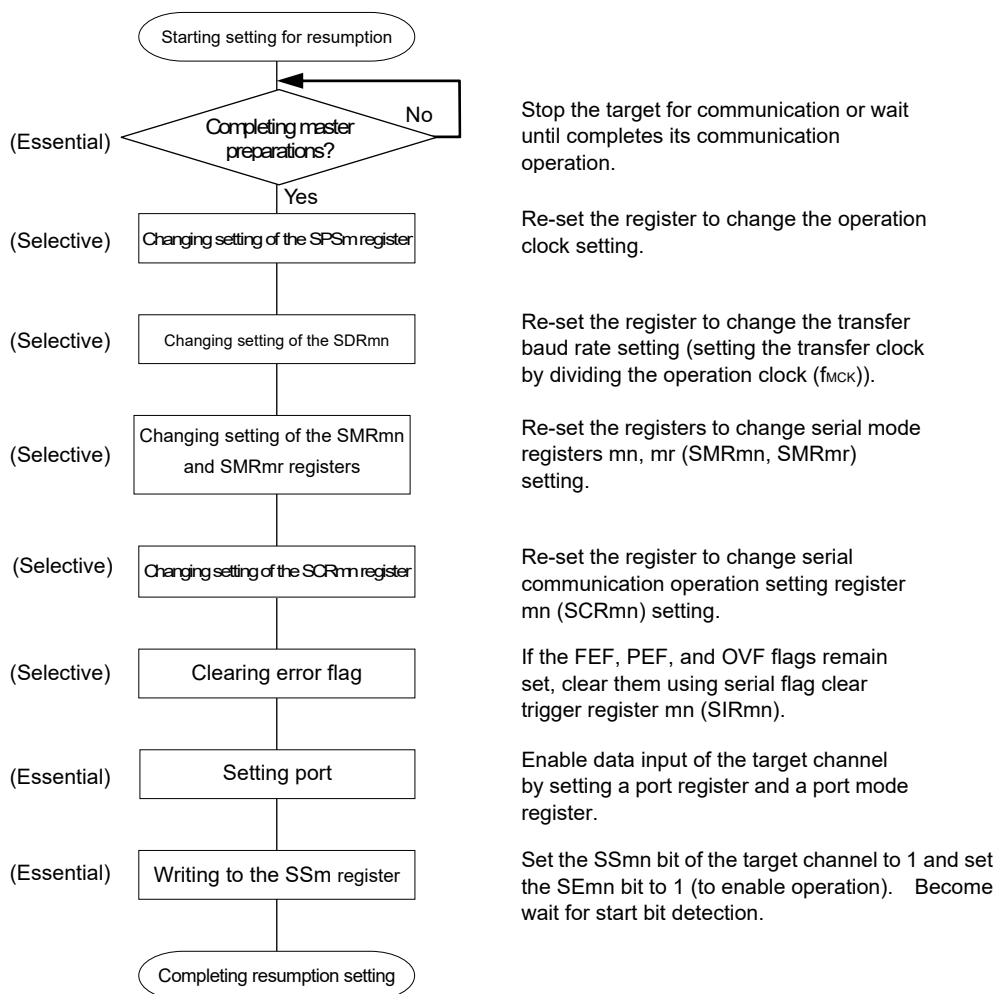 Starting setting for resumption
No
(Essential)
Completing master
preparations?
Stop the target for communication or wait
until completes its communication
operation.
Yes
(Selective)
Changing setting of the SPSm register
Re-set the register to change the operation
clock setting.
(Selective)
Changing setting of the SDRmn
Re-set the register to change the transfer
baud rate setting (setting the transfer clock
by dividing the operation clock (fMCK)).
(Selective)
Changing setting of the SMRmn
and SMRmr registers
Re-set the registers to change serial mode
registers mn, mr (SMRmn, SMRmr)
setting.
(Selective)
Changing setting of the SCRmn register
Re-set the register to change serial
communication operation setting register
mn (SCRmn) setting.
(Selective)
Clearing error flag
If the FEF, PEF, and OVF flags remain
set, clear them using serial flag clear
trigger register mn (SIRmn).
(Essential)
Setting port
Enable data input of the target channel
by setting a port register and a port mode
register.
(Essential)
Writing to the SSm register
Set the SSmn bit of the target channel to 1 and set
the SEmn bit to 1 (to enable operation). Become
wait for start bit detection.
Completing resumption setting